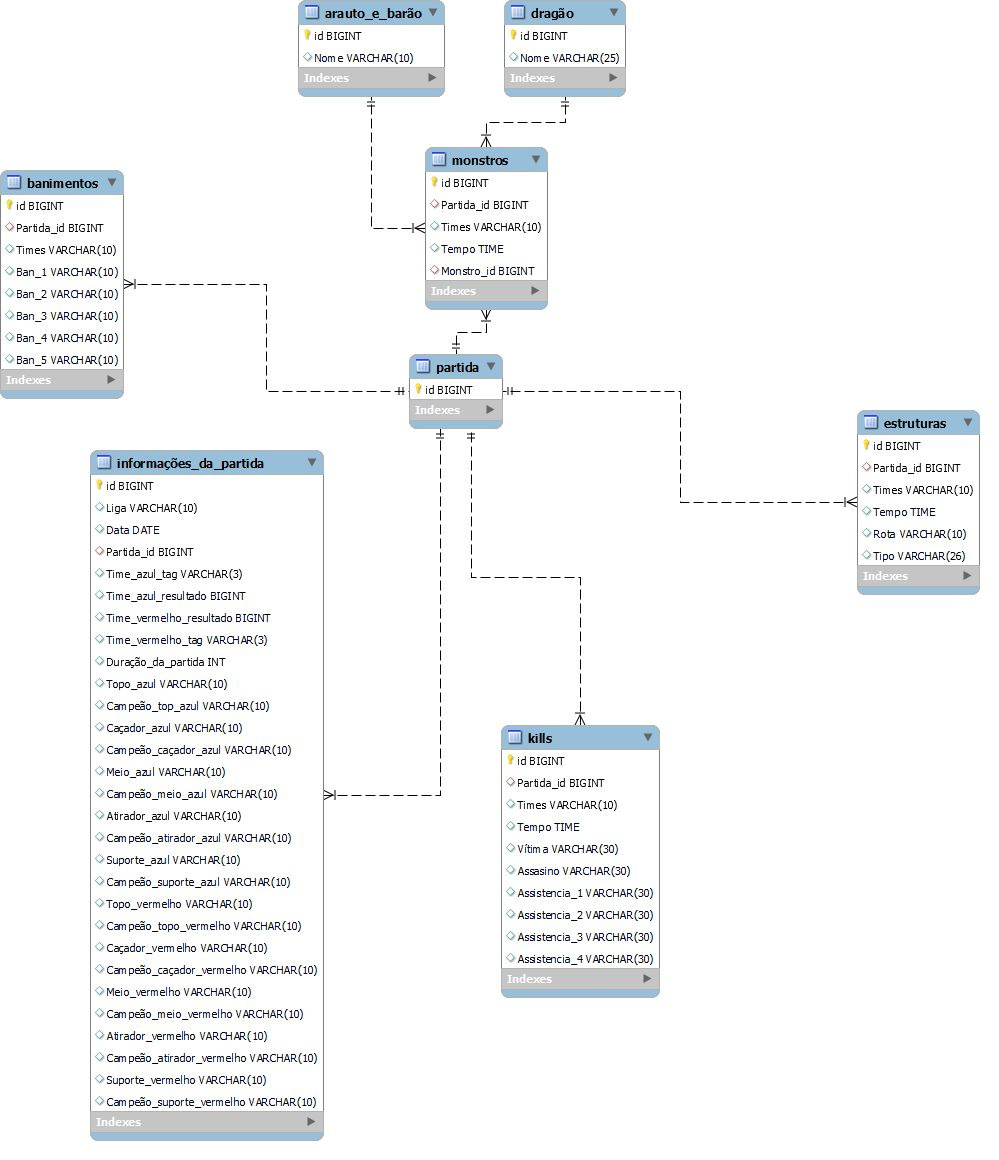 arauto_e_barão
id BIGINT
Nome VARCHAR(10)
Indexes
dragão
id BIGINT
Nome VARCHAR(25)
Indexes
monstros
id BIGINT
Partida_id BIGINT
Times VARCHAR(10)
Tempo TIME
Monstro_id BIGINT
Indexes
banimentos
id BIGINT
Partida_id BIGINT
Times VARCHAR(10)
Ban_1 VARCHAR(10)
Ban_2 VARCHAR(10)
Ban_3 VARCHAR(10)
Ban_4 VARCHAR(10)
Ban_5 VARCHAR(10)
Indexes
partida
id BIGINT
Indexes
estruturas
id BIGINT
Partida_id BIGINT
Times VARCHAR(10)
Tempo TIME
Rota VARCHAR(10)
Tipo VARCHAR(26)
Indexes
informações_da_partida
id BIGINT
Liga VARCHAR(10)
Data DATE
Partida_id BIGINT
Time_azul_tag VARCHAR(3)
Time_azul_resultado BIGINT
Time_vermelho_resultado BIGINT
Time_vermelho_tag VARCHAR(3)
Duração_da_partida INT
Topo_azul VARCHAR(10)
Campeão_top_azul VARCHAR(10)
Caçador_azul VARCHAR(10)
Campeão_caçador_azul VARCHAR(10)
Meio_azul VARCHAR(10)
Campeão_meio_azul VARCHAR(10)
Atirador_azul VARCHAR(10)
Campeão_atirador_azul VARCHAR(10)
Suporte_azul VARCHAR(10)
Campeão_suporte_azul VARCHAR(10)
Topo_vermelho VARCHAR(10)
Campeão_topo_vermelho VARCHAR(10)
Caçador_vermelho VARCHAR(10)
Campeão_caçador_vermelho VARCHAR(10)
Meio_vermelho VARCHAR(10)
Campeão_meio_vermelho VARCHAR(10)
Atirador_vermelho VARCHAR(10)
Campeão_atirador_vermelho VARCHAR(10)
Suporte_vermelho VARCHAR(10)
Campeão_suporte_vermelho VARCHAR(10)
Indexes
kills
id BIGINT
Partida_id BIGINT
Times VARCHAR(10)
Tempo TIME
Vítima VARCHAR(30)
Assasino VARCHAR(30)
Assistencia_1 VARCHAR(30)
Assistencia_2 VARCHAR(30)
Assistencia_3 VARCHAR(30)
Assistencia_4 VARCHAR(30)
Indexes